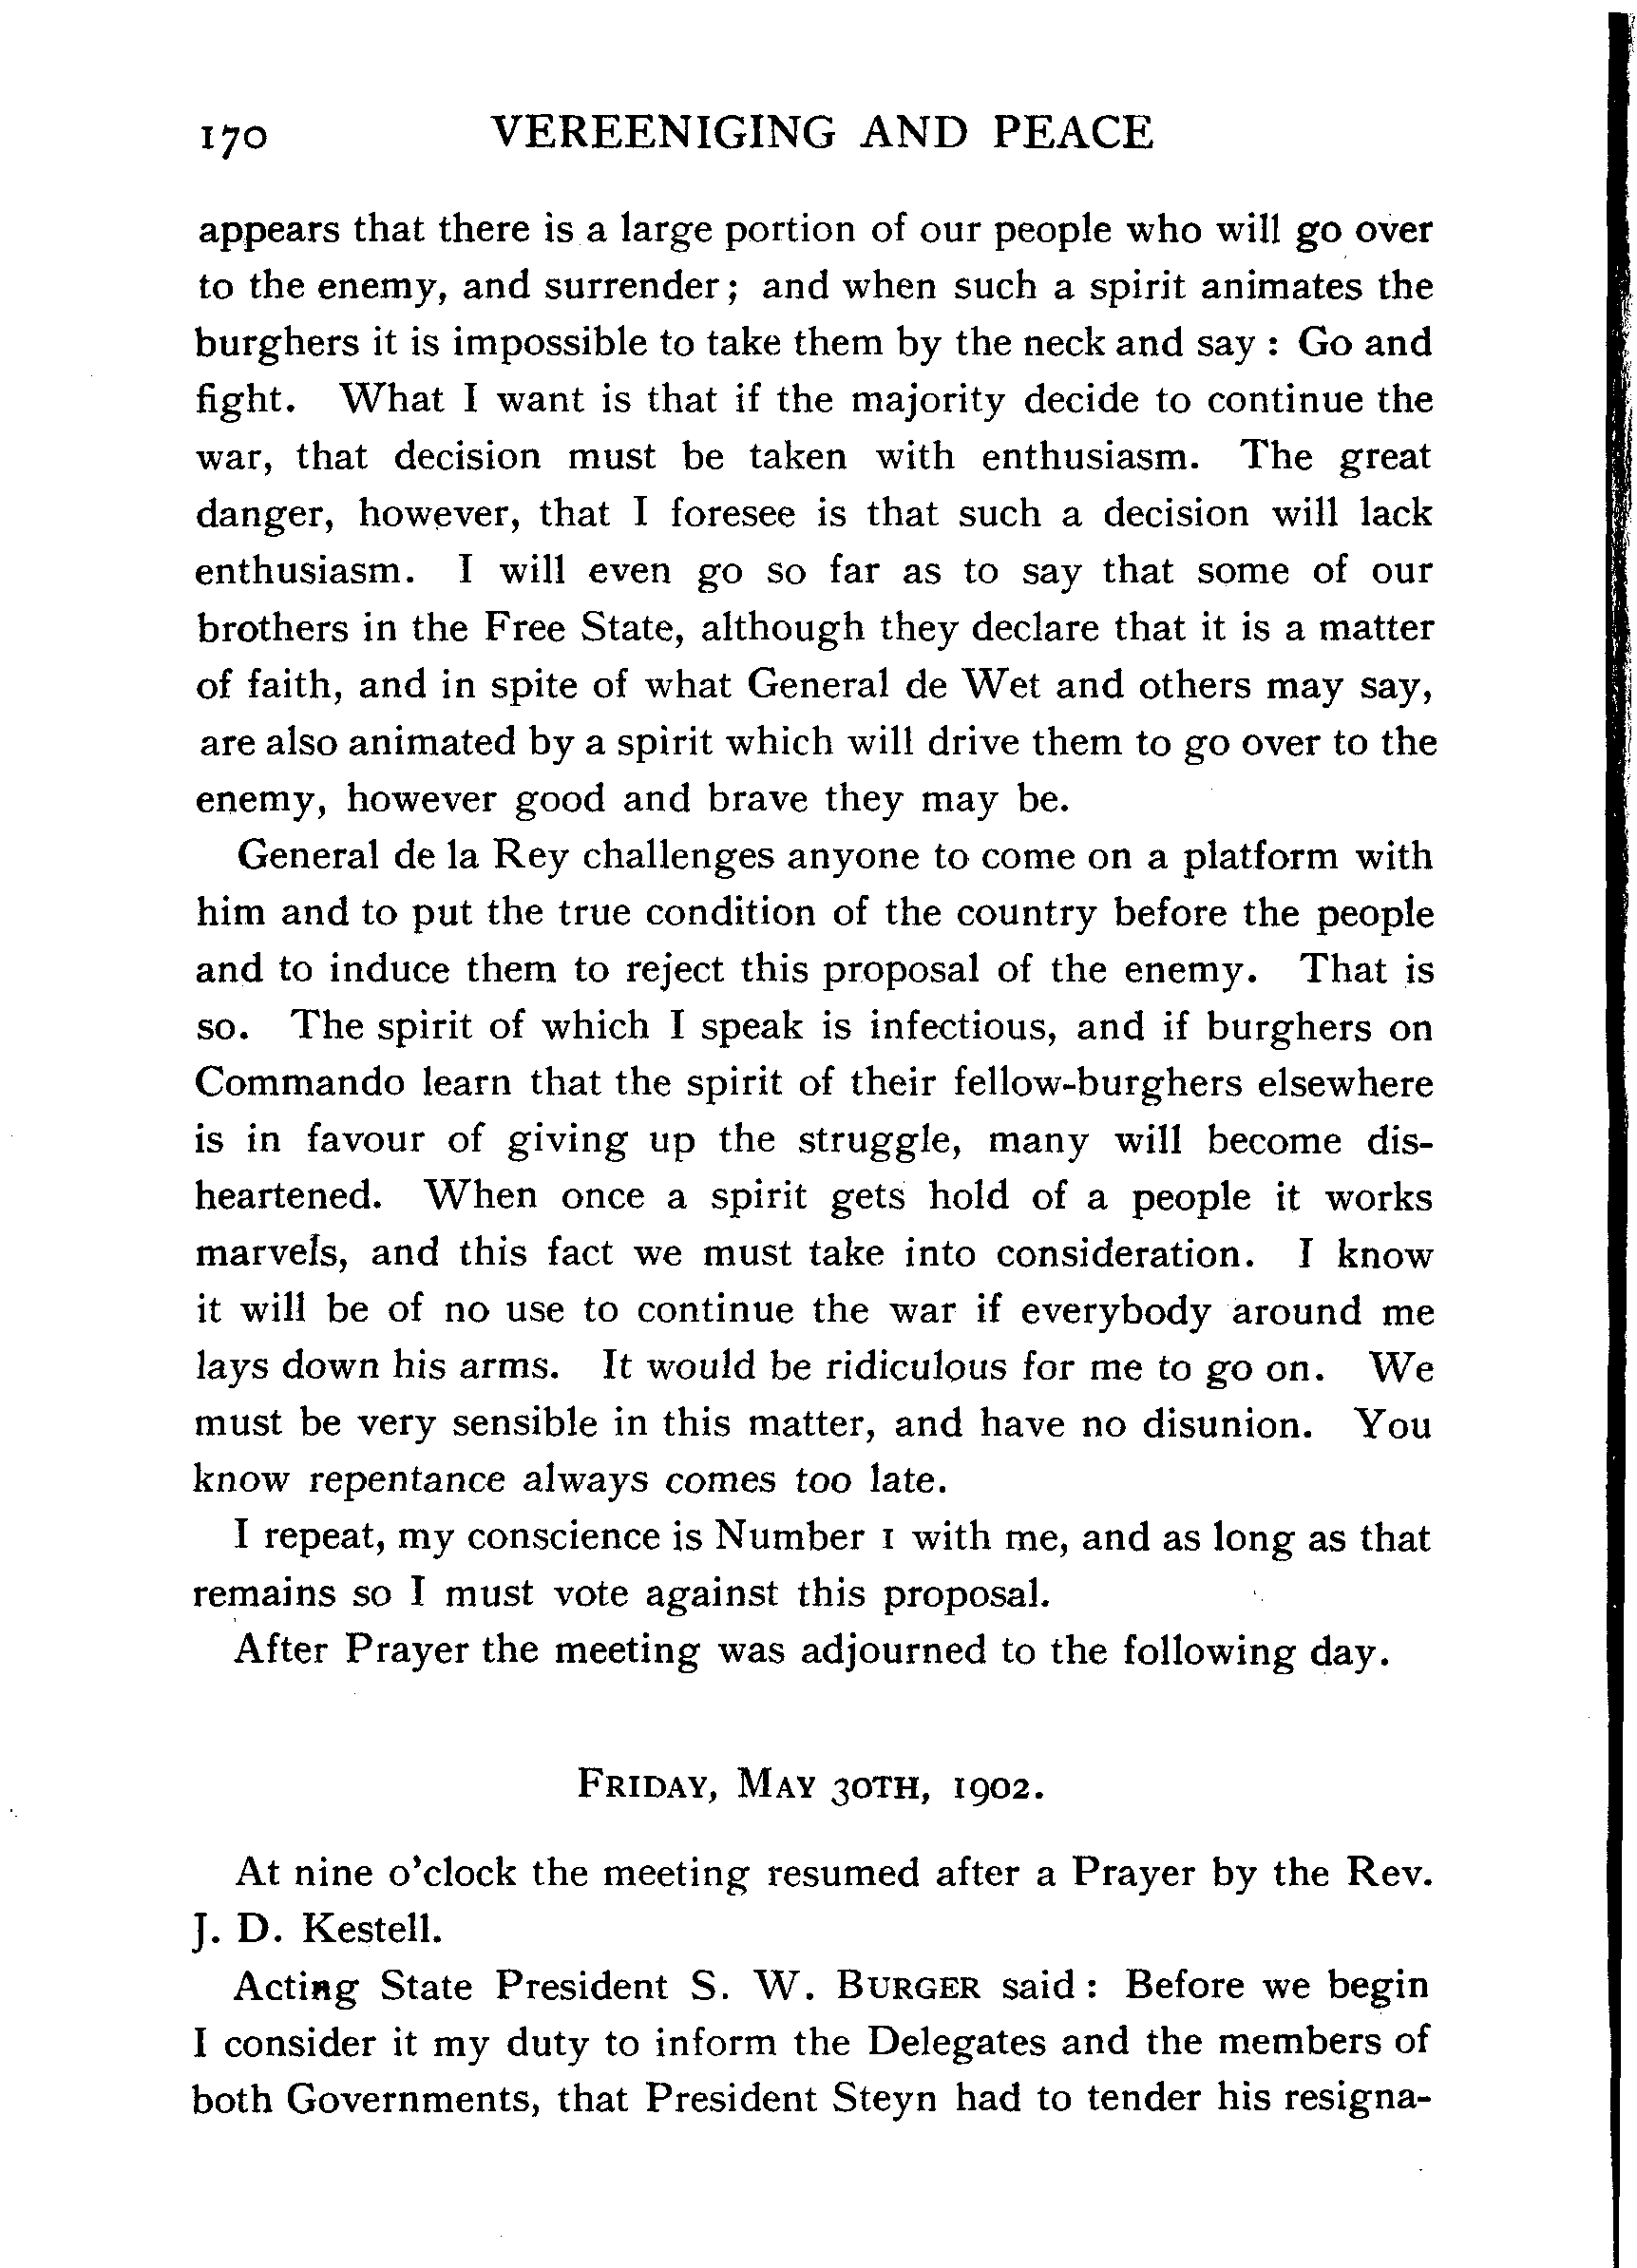 170 VEREENIGING AND PEACE
appears that there is a large portion of our people who will go over
to the enemy, and surrender; and when such a spirit animates the
burghers it is impossible to take them by the neck and say : Go and
fight. What I want is that if the majority decide to continue the
war, that decision must be taken with enthusiasm. The great
danger, however, that I foresee is that such a decision will lack
enthusiasm. I will even go so far as to say that some of our
brothers in the Free State, although they declare that it is a matter
of faith, and in spite of what General de Wet and others may say,
are also animated by a spirit which will drive them to go over to the
enemy, however good and brave they may be.
General de la Rey challenges anyone to come on a platform with
him and to put the true condition of the country before the people
and to induce them to reject this proposal of the enemy. That is
so. The spirit of which I speak is infectious, and if burghers on
Commando learn that the spirit of their fellow-burghers elsewhere
is in favour of giving up the struggle, many will become dis-
heartened. When once a spirit gets hold of a people it works
marvels, and this fact we must take into consideration. I know
it will be of no use to continue the war if everybody around me
lays down his arms. It would be ridiculous for me to go on. We
must be very sensible in this matter, and have no disunion. You
know repentance always comes too late.
I repeat, my conscience is Number 1 with me, and as long as that
remains so I must vote against this proposal.
After Prayer the meeting was adjourned to the following day.
FRIDAY, MAY 30TH, 1902.
At nine o'clock the meeting resumed after a Prayer by the Rev.
J. D. Kestell.
Acting State President S. W. BURGER said : Before we begin
I consider it my duty to inform the Delegates and the members of
both Governments, that President Steyn had to tender his resigna-